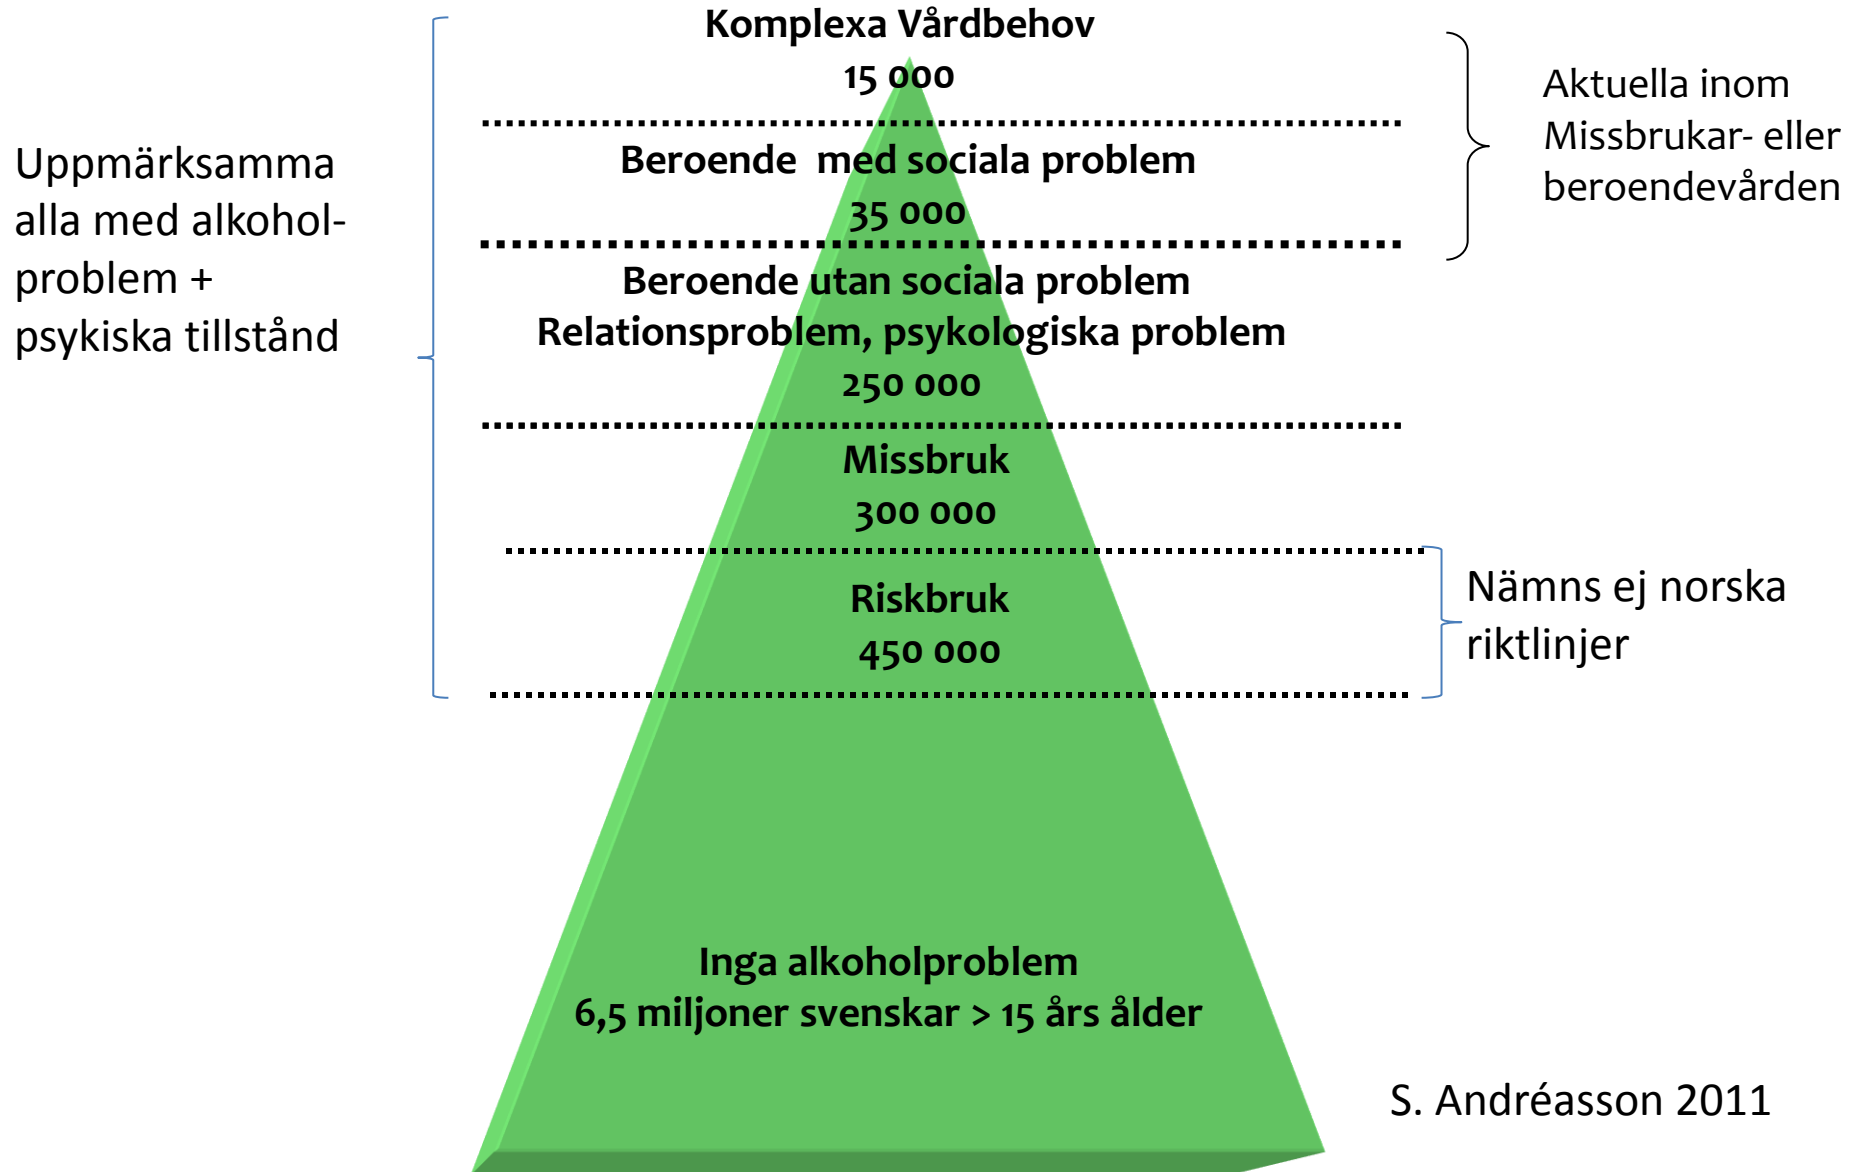 Komplexa Vårdbehov
15 000
Aktuella inom
Missbrukar- eller
beroendevården
Uppmärksamma
alla med alkohol-
problem +
psykiska tillstånd
Beroende  med sociala problem
35 000
Beroende utan sociala problem
Relationsproblem, psykologiska problem
250 000
Missbruk
300 000
Riskbruk
450 000
Nämns ej norska
riktlinjer
Inga alkoholproblem
6,5 miljoner svenskar > 15 års ålder
S. Andréasson 2011